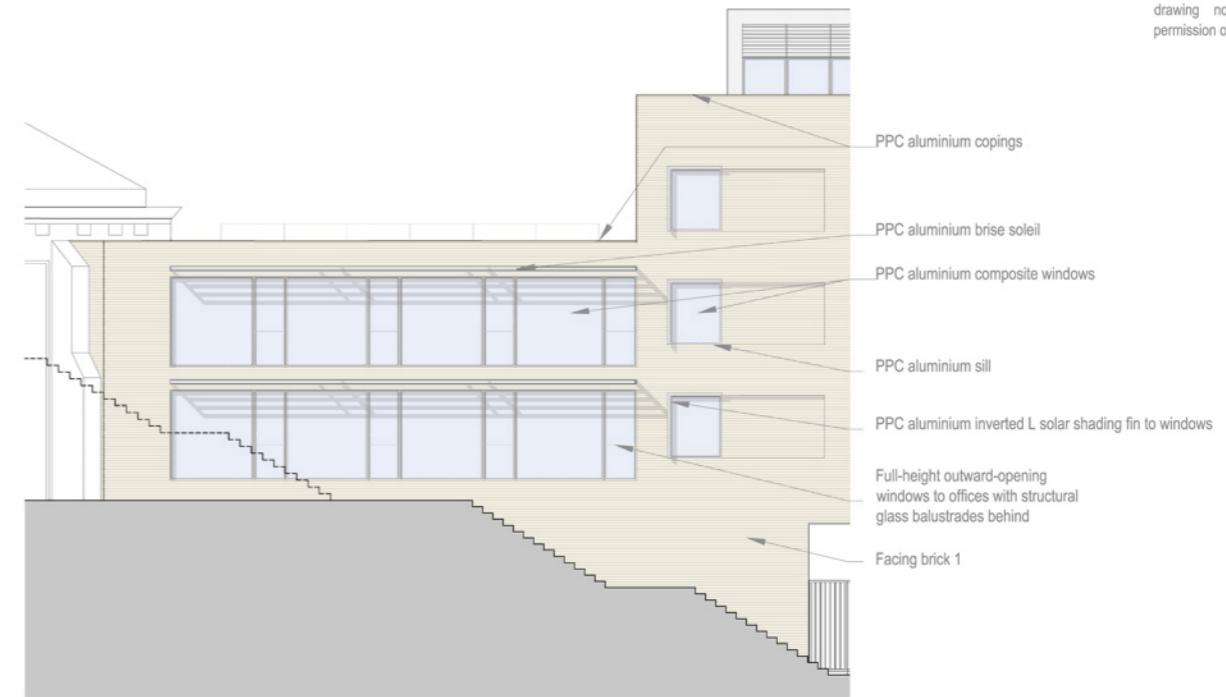 drawing no
permission o
PPC aluminium copings
PPC aluminium brise soleil
PPC aluminium composite windows
PPC aluminium sill
PPC aluminium inverted L solar shading fin to windows
Full-height outward-opening
windows to offices with structural
glass balustrades behind
Facing brick 1